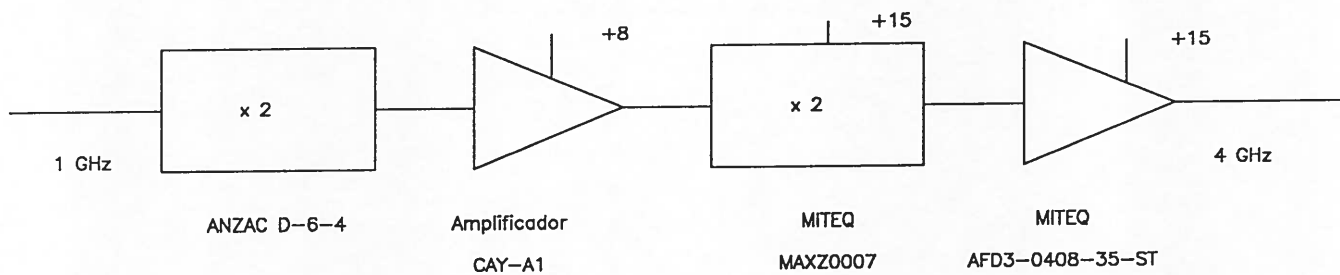 +8
+15
+15
x 2
x 2
1 GHz
4 GHz
ANZAC D-6-4
Amplificador
CAY-A1
MITEQ
MAXZ0007
MITEQ
AFD3-0408-35-ST